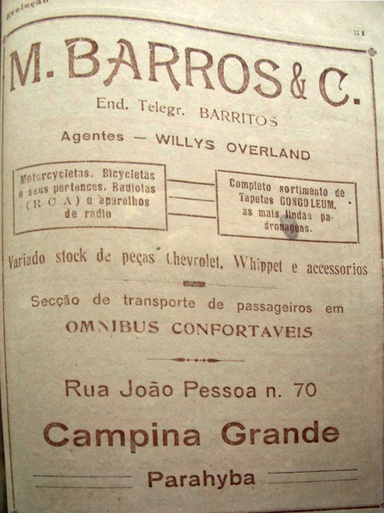 Evolução
M. BARROS & C.
End. Telegr. BARRITOS
Agentes — WILLYS OVERLAND
Motorcycletas, Bicycletas
e seus pertences, Radiolas
(R C A) e aparelhos
de radio
Completo sortimento de
Tapetes CONGOLEUM,
as mais lindas pa-
dronagens.
Variado stock de peças Chevrolet, Whippet e accessorios
Secção de transporte de passageiros em
OMNIBUS CONFORTAVEIS
Rua João Pessoa n. 70
Campina Grande
Parahyba